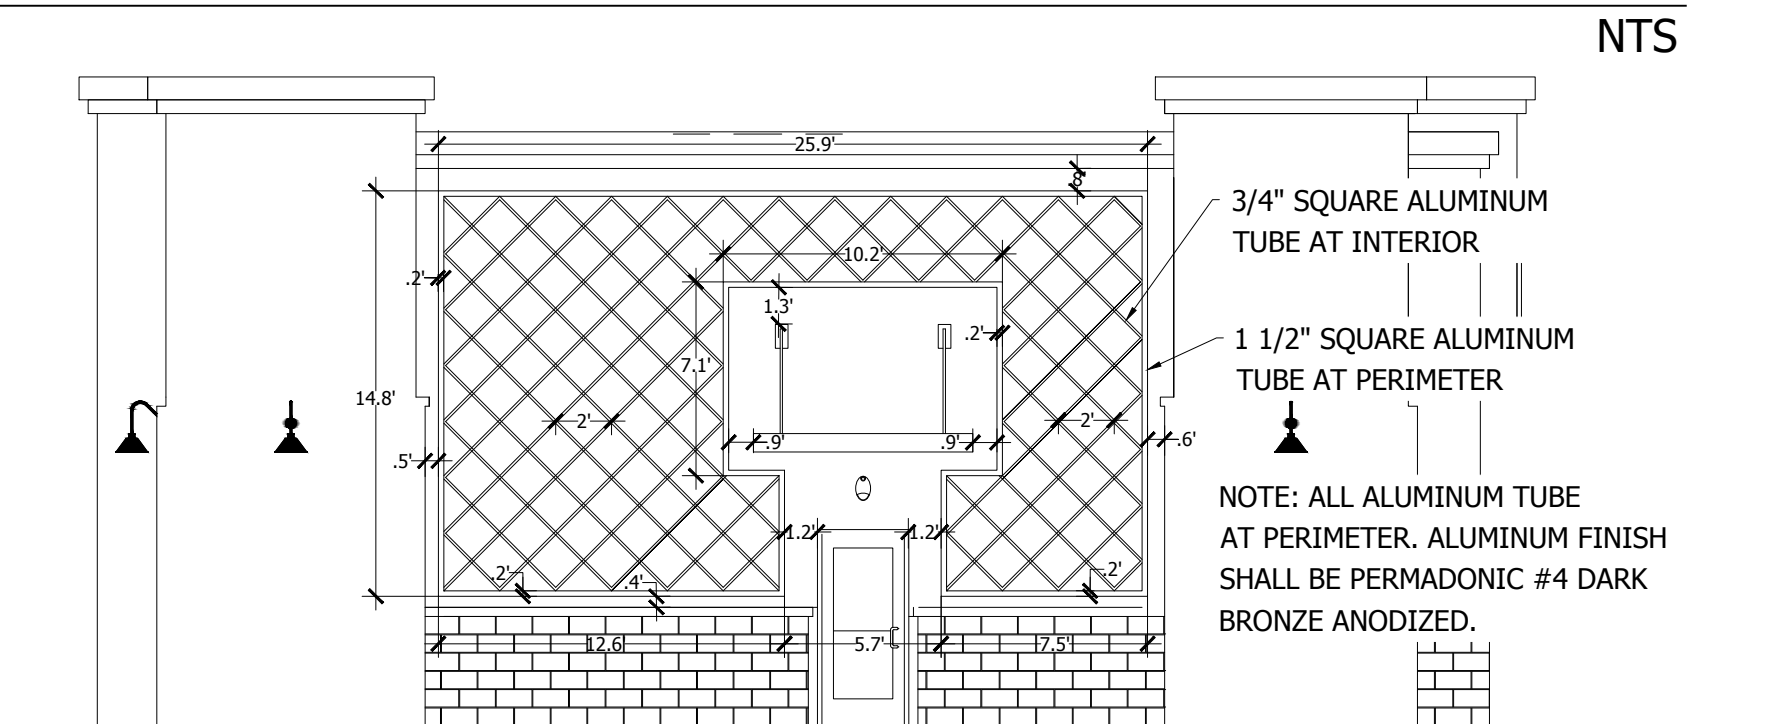 NTS
25.9'
8'
3/4" SQUARE ALUMINUM
TUBE AT INTERIOR
10.2'
.2'
1.3'
.2'
1 1/2" SQUARE ALUMINUM
TUBE AT PERIMETER
7.1'
14.8'
2'
2'
.9'
.9'
.6'
.5'
NOTE: ALL ALUMINUM TUBE
AT PERIMETER. ALUMINUM FINISH
SHALL BE PERMADONIC #4 DARK
BRONZE ANODIZED.
1.2'
1.2'
.2'
.4'
.2'
12.6'
5.7'
7.5'